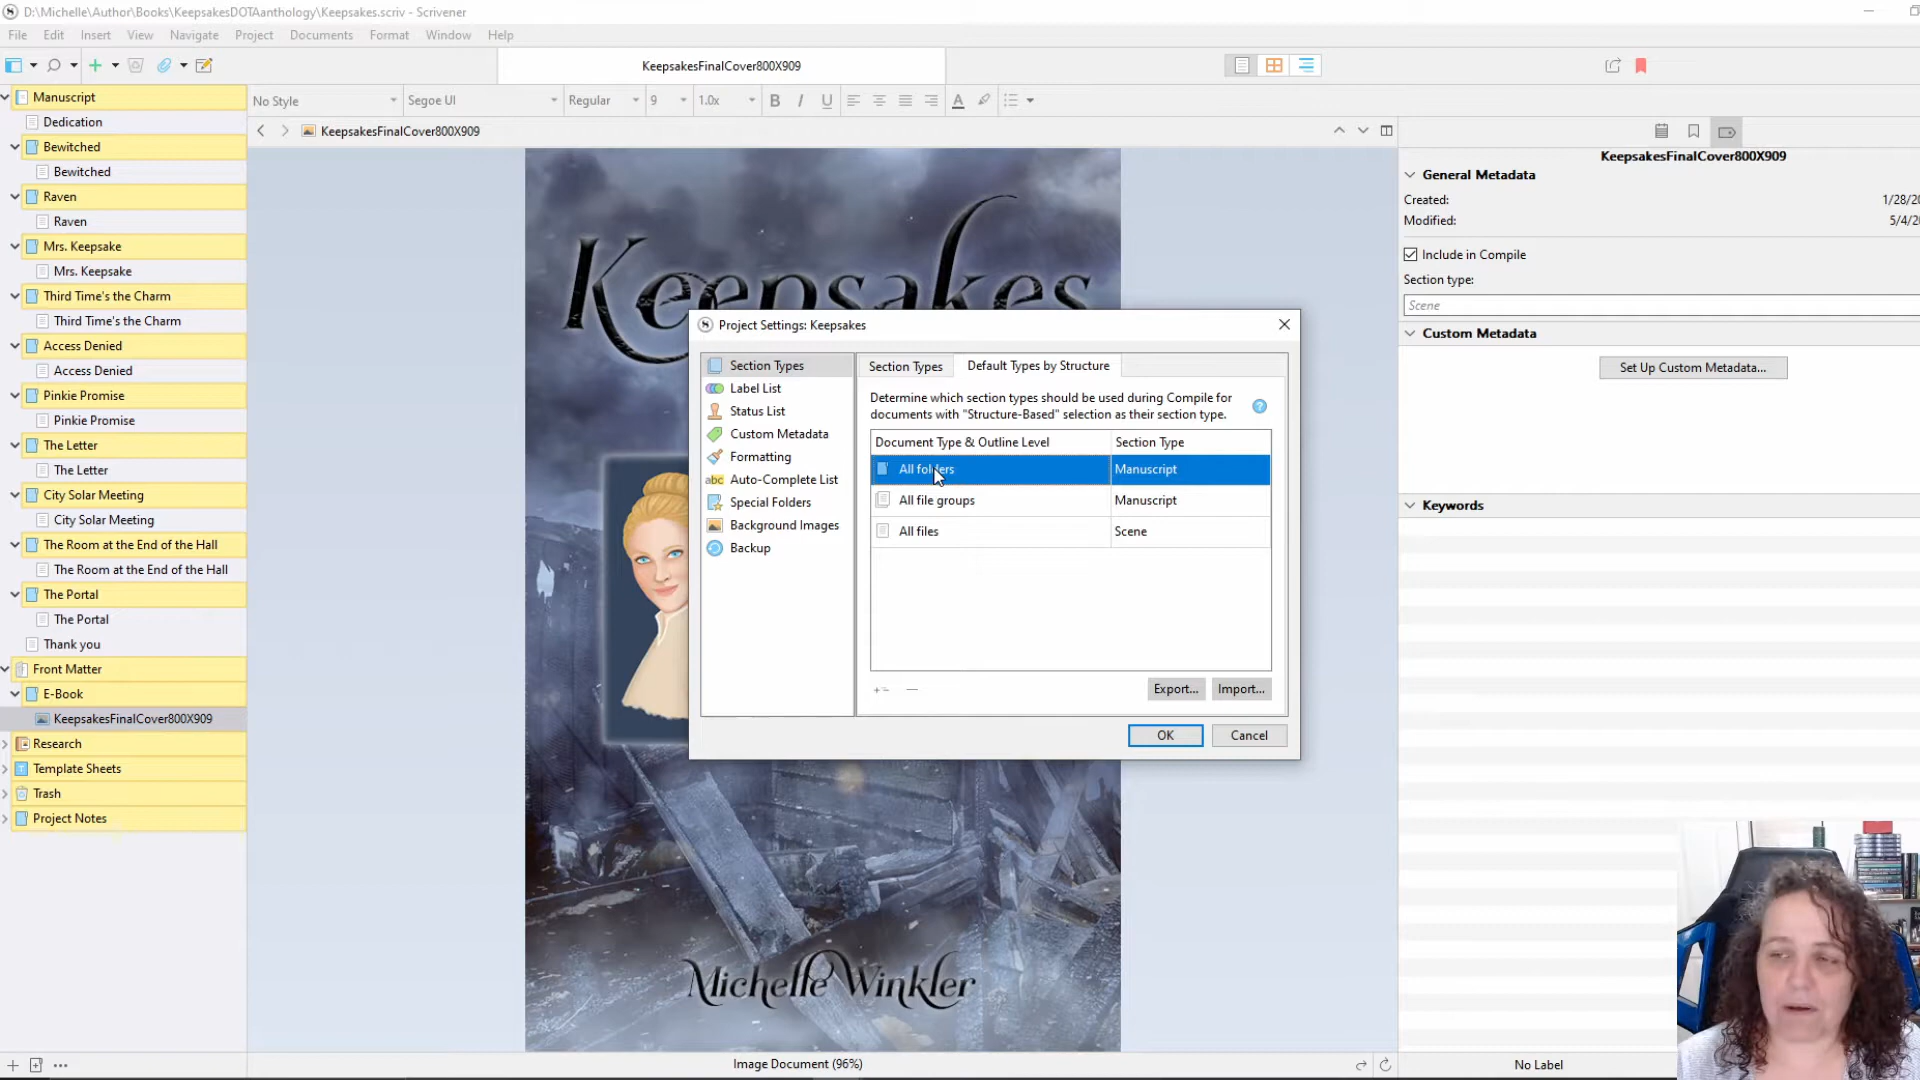 D:\Michelle\Author\Books\KeepsakesDOTAanthology\Keepsakes.scriv - Scrivener
File Edit Insert View Navigate Project Documents Format Window Help
KeepsakesFinalCover800X909
No Style Segoe UI Regular 9 1.0x B I U A
KeepsakesFinalCover800X909
Manuscript
Dedication
Bewitched
Bewitched
Raven
Raven
Mrs. Keepsake
Mrs. Keepsake
Third Time's the Charm
Third Time's the Charm
Access Denied
Access Denied
Pinkie Promise
Pinkie Promise
The Letter
The Letter
City Solar Meeting
City Solar Meeting
The Room at the End of the Hall
The Room at the End of the Hall
The Portal
The Portal
Thank you
Front Matter
E-Book
KeepsakesFinalCover800X909
Research
Template Sheets
Trash
Project Notes
Keepsakes
Michelle Winkler
Project Settings: Keepsakes
Section Types
Label List
Status List
Custom Metadata
Formatting
abc Auto-Complete List
Special Folders
Background Images
Backup
Section Types Default Types by Structure
Determine which section types should be used during Compile for
documents with "Structure-Based" selection as their section type.
?
Document Type & Outline Level Section Type
All folders Manuscript
All file groups Manuscript
All files Scene
Export... Import...
OK Cancel
KeepsakesFinalCover800X909
General Metadata
Created: 1/28/20
Modified: 5/4/20
Include in Compile
Section type:
Scene
Custom Metadata
Set Up Custom Metadata...
Keywords
Image Document (96%)
No Label